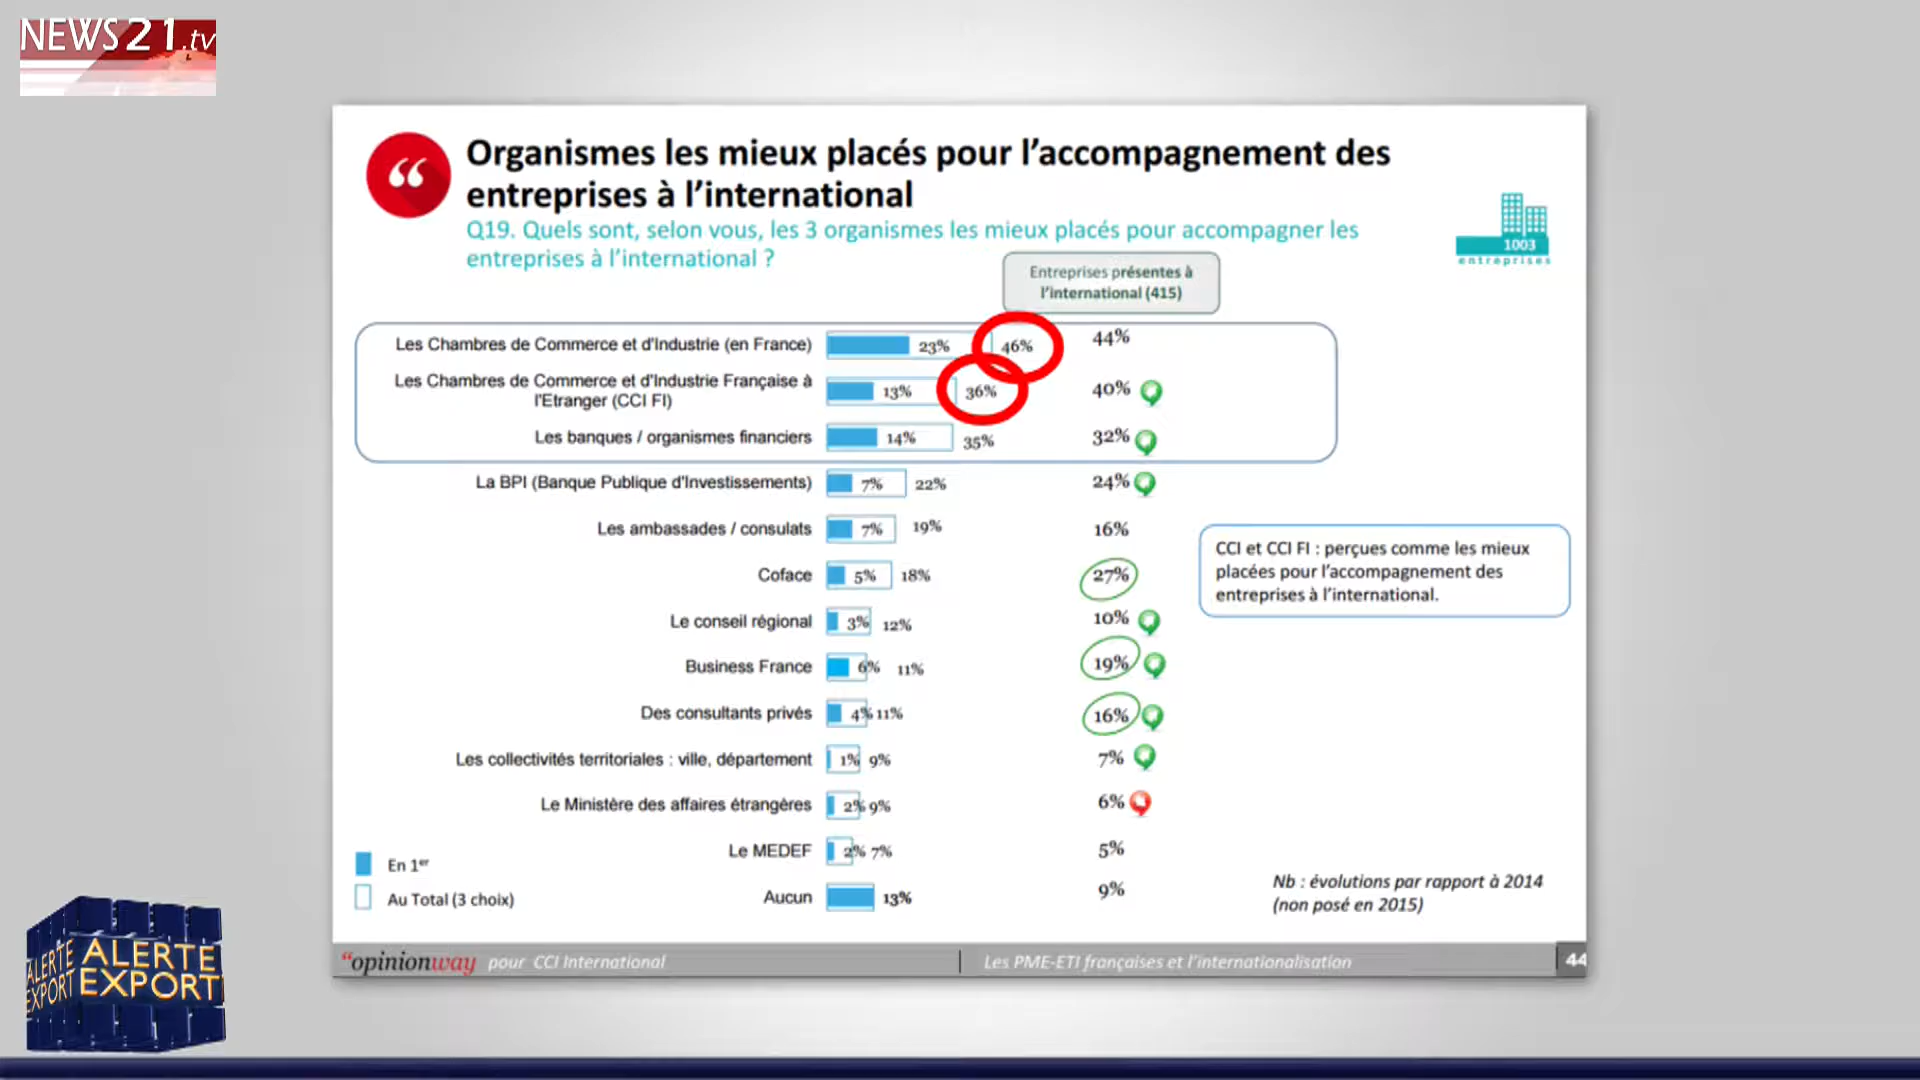 NEWS21.tv
Organismes les mieux placés pour l'accompagnement des
entreprises à l'international
Q19. Quels sont, selon vous, les 3 organismes les mieux placés pour accompagner les
entreprises à l'international ?
1003
entreprises
Entreprises présentes à
l'international (415)
Les Chambres de Commerce et d'Industrie (en France) 23% 46% 44%
Les Chambres de Commerce et d'Industrie Française à
l'Etranger (CCI FI) 13% 36% 40%
Les banques / organismes financiers 14% 35% 32%
La BPI (Banque Publique d'Investissements) 7% 22% 24%
Les ambassades / consulats 7% 19% 16%
Coface 5% 18% 27%
Le conseil régional 3% 12% 10%
Business France 6% 11% 19%
Des consultants privés 4% 11% 16%
Les collectivités territoriales : ville, département 1% 9% 7%
Le Ministère des affaires étrangères 2% 9% 6%
Le MEDEF 2% 7% 5%
Aucun 13% 9%
CCI et CCI FI : perçues comme les mieux
placées pour l'accompagnement des
entreprises à l'international.
En 1er
Au Total (3 choix)
Nb : évolutions par rapport à 2014
(non posé en 2015)
"opinionway pour CCI International
Les PME-ETI françaises et l'internationalisation
44
ALERTE
EXPORT
ALERTE
EXPORT